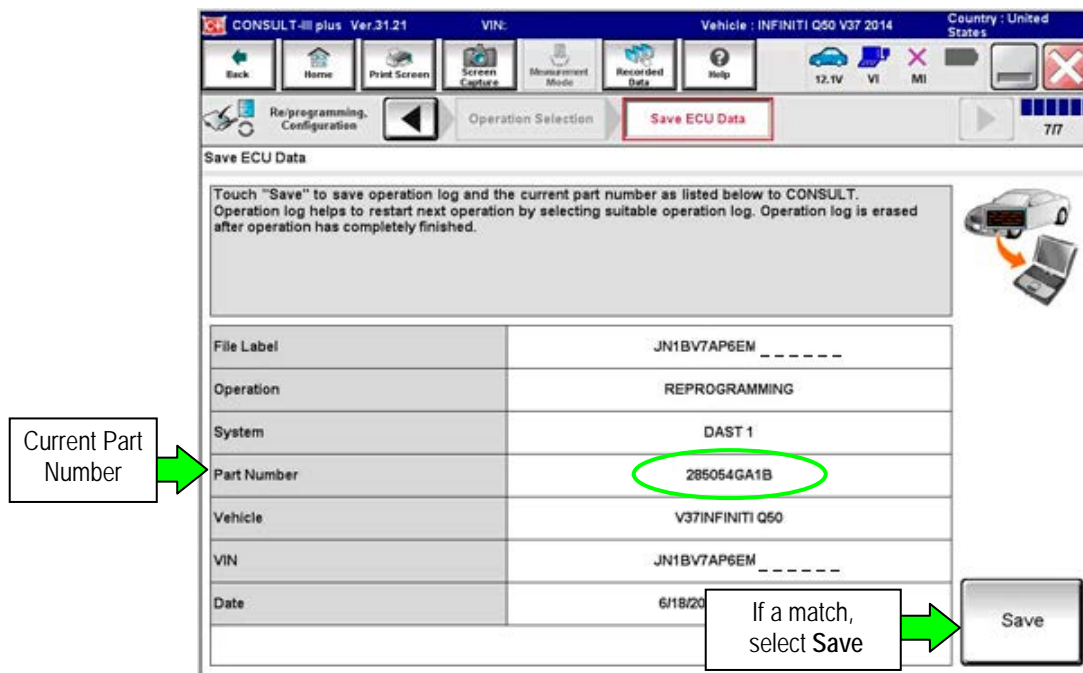 CONSULT-III plus Ver.31.21 VIN: Vehicle : INFINITI Q50 V37 2014 Country : United States
Back Home Print Screen Screen Capture Measurement Mode Recorded Data Help 12.1V VI MI
Re/programming, Configuration Operation Selection Save ECU Data 7/7
Save ECU Data
Touch "Save" to save operation log and the current part number as listed below to CONSULT.
Operation log helps to restart next operation by selecting suitable operation log. Operation log is erased
after operation has completely finished.
File Label JN1BV7AP6EM _ _ _ _ _ _
Operation REPROGRAMMING
System DAST 1
Current Part Number
Part Number 285054GA1B
Vehicle V37INFINITI Q50
VIN JN1BV7AP6EM _ _ _ _ _ _
Date 6/18/20
If a match,
select Save
Save